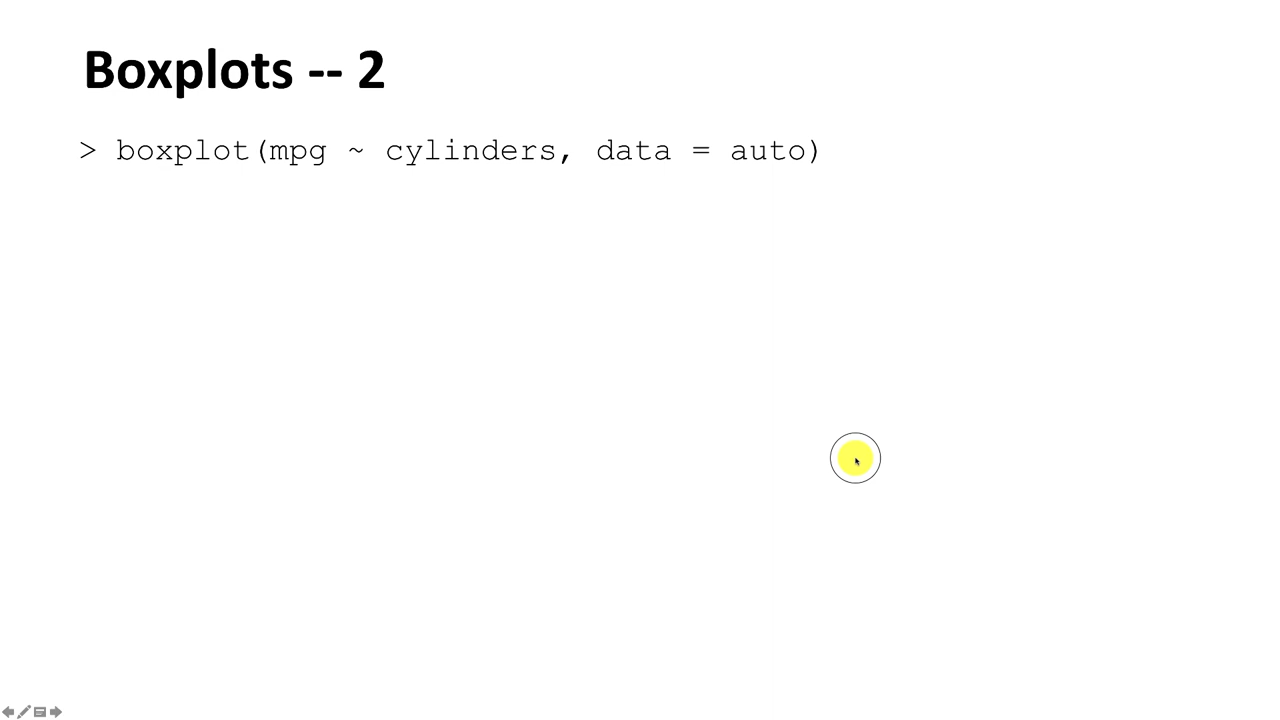 Boxplots -- 2
> boxplot(mpg ~ cylinders, data = auto)